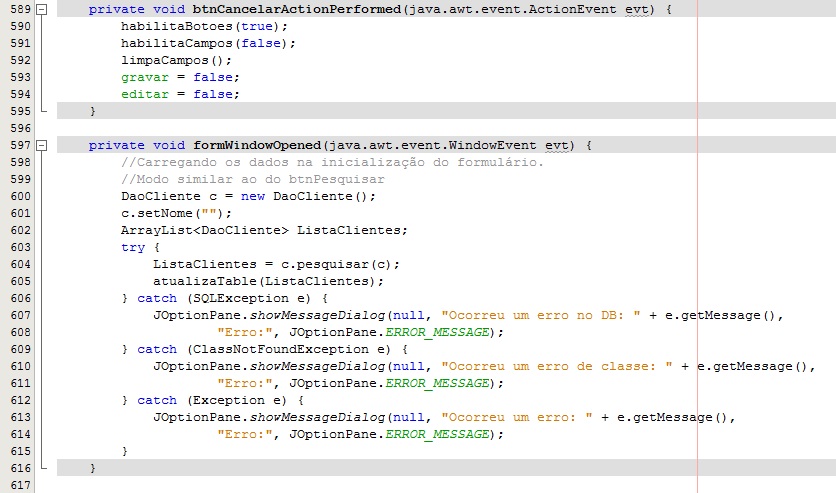 589 private void btnCancelarActionPerformed(java.awt.event.ActionEvent evt) {
590 habilitaBotoes(true);
591 habilitaCampos(false);
592 limpaCampos();
593 gravar = false;
594 editar = false;
595 }
596
597 private void formWindowOpened(java.awt.event.WindowEvent evt) {
598 //Carregando os dados na inicialização do formulário.
599 //Modo similar ao do btnPesquisar
600 DaoCliente c = new DaoCliente();
601 c.setNome("");
602 ArrayList<DaoCliente> ListaClientes;
603 try {
604 ListaClientes = c.pesquisar(c);
605 atualizaTable(ListaClientes);
606 } catch (SQLException e) {
607 JOptionPane.showMessageDialog(null, "Ocorreu um erro no DB: " + e.getMessage(),
608 "Erro:", JOptionPane.ERROR_MESSAGE);
609 } catch (ClassNotFoundException e) {
610 JOptionPane.showMessageDialog(null, "Ocorreu um erro de classe: " + e.getMessage(),
611 "Erro:", JOptionPane.ERROR_MESSAGE);
612 } catch (Exception e) {
613 JOptionPane.showMessageDialog(null, "Ocorreu um erro: " + e.getMessage(),
614 "Erro:", JOptionPane.ERROR_MESSAGE);
615 }
616 }
617